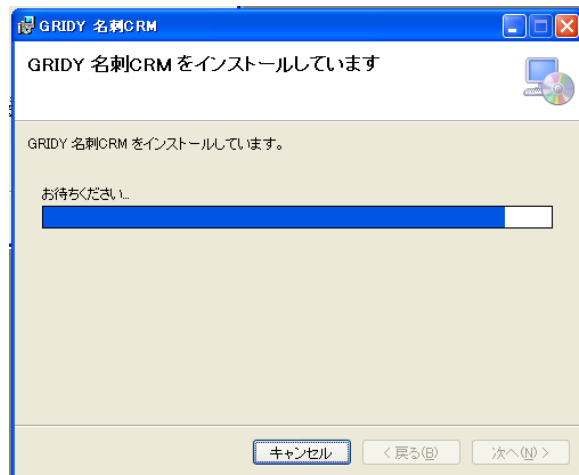 GRIDY 名刺CRM
GRIDY 名刺CRM をインストールしています
GRIDY 名刺CRM をインストールしています。
お待ちください...
キャンセル
< 戻る(B)
次へ(N) >